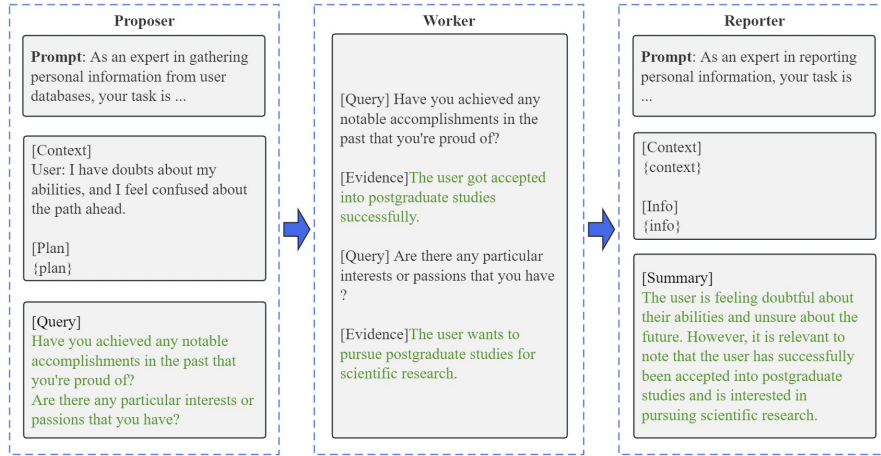 Proposer
Prompt: As an expert in gathering
personal information from user
databases, your task is ...
[Context]
User: I have doubts about my
abilities, and I feel confused about
the path ahead.
[Plan]
{plan}
[Query]
Have you achieved any notable
accomplishments in the past that
you're proud of?
Are there any particular interests or
passions that you have?
Worker
[Query] Have you achieved any
notable accomplishments in the
past that you're proud of?
[Evidence]The user got accepted
into postgraduate studies
successfully.
[Query] Are there any particular
interests or passions that you have
?
[Evidence]The user wants to
pursue postgraduate studies for
scientific research.
Reporter
Prompt: As an expert in reporting
personal information, your task is
...
[Context]
{context}
[Info]
{info}
[Summary]
The user is feeling doubtful about
their abilities and unsure about the
future. However, it is relevant to
note that the user has successfully
been accepted into postgraduate
studies and is interested in
pursuing scientific research.